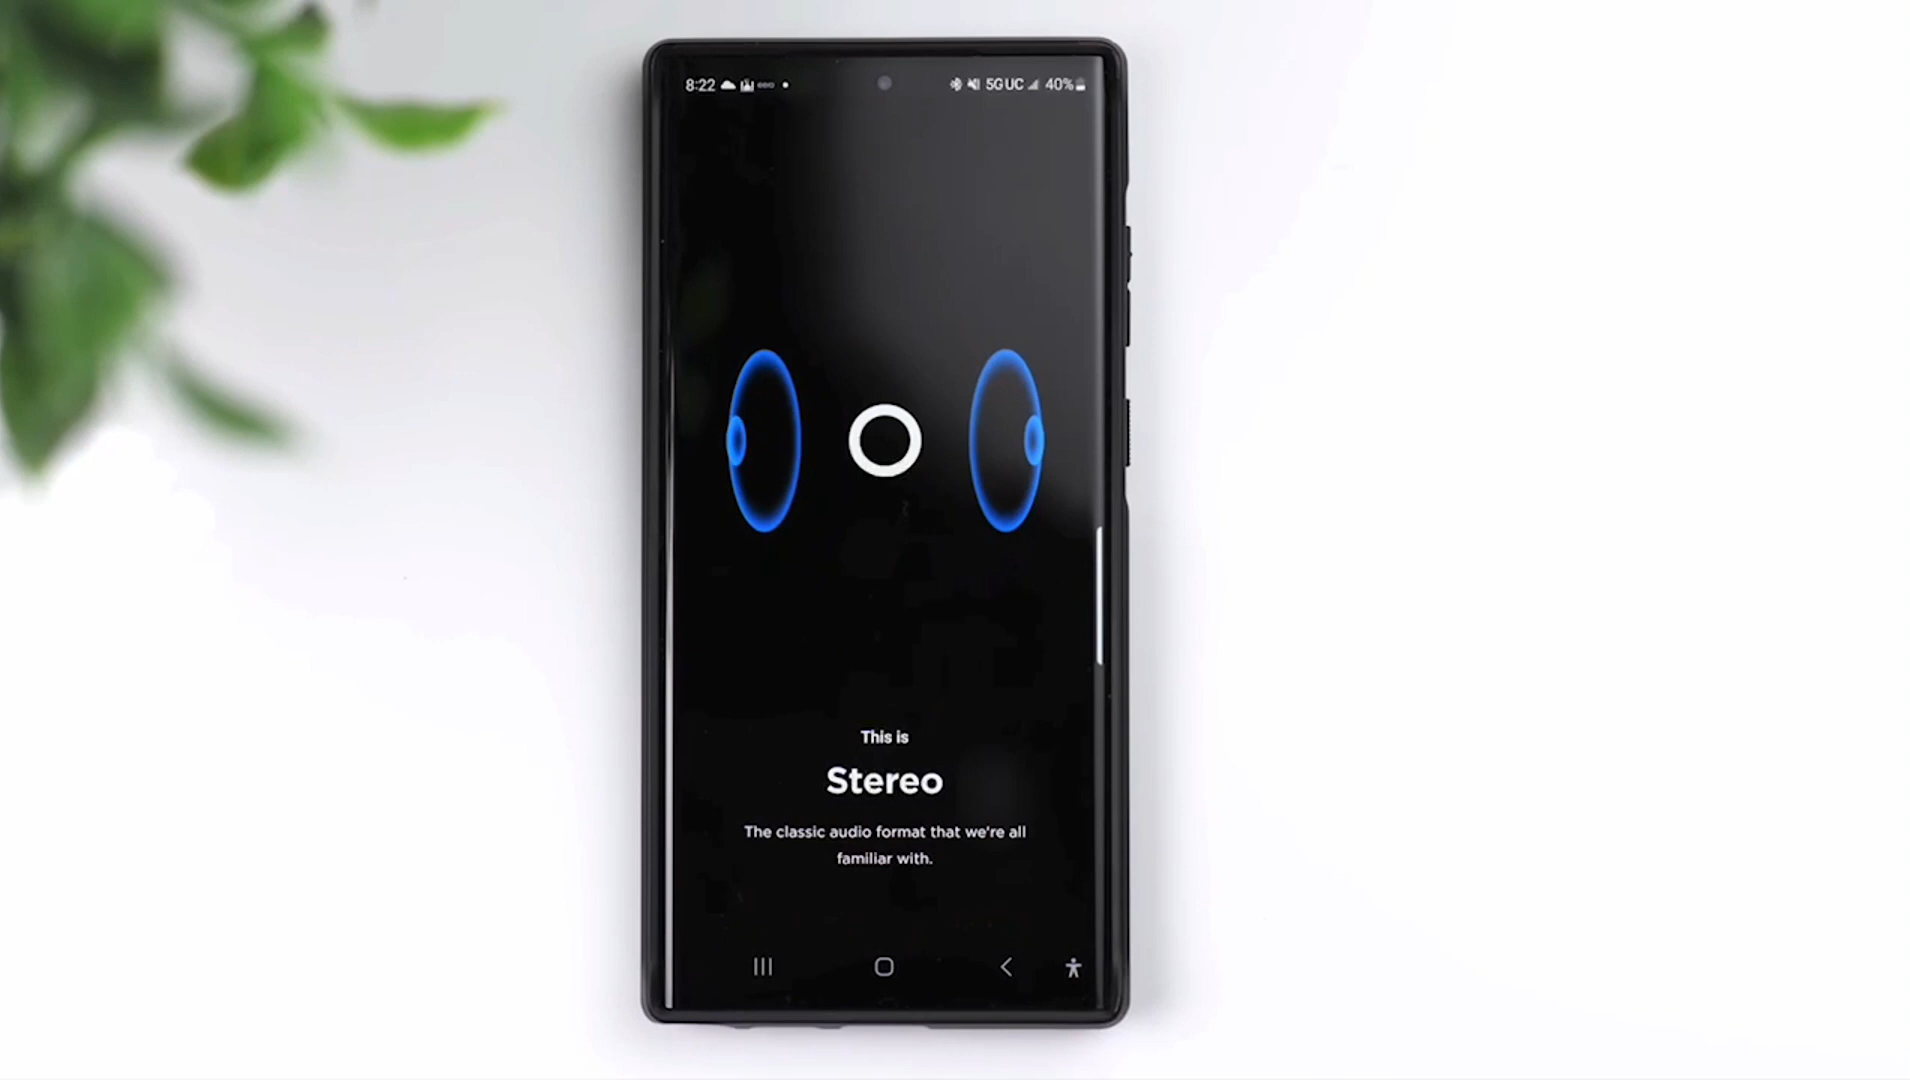 8:22 5G UC 40%
This is
Stereo
The classic audio format that we're all
familiar with.